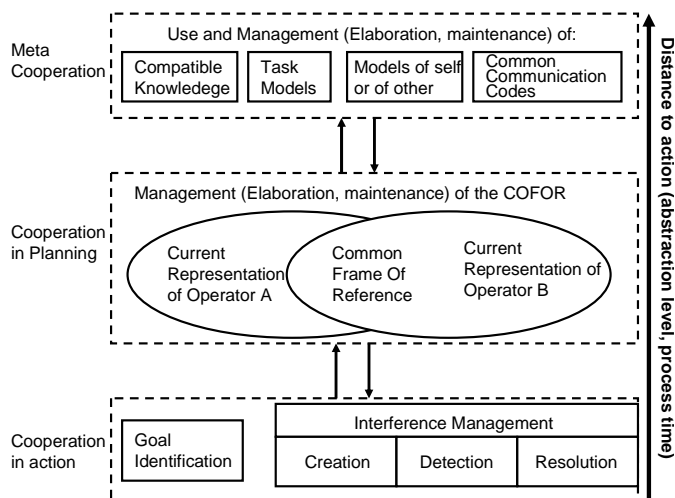 Meta
Cooperation
Use and Management (Elaboration, maintenance) of:
Compatible
Knowledege
Task
Models
Models of self
or of other
Common
Communication
Codes
Cooperation
in Planning
Management (Elaboration, maintenance) of the COFOR
Current
Representation
of Operator A
Common
Frame Of
Reference
Current
Representation of
Operator B
Cooperation
in action
Goal
Identification
Interference Management
Creation
Detection
Resolution
Distance to action (abstraction level, process time)